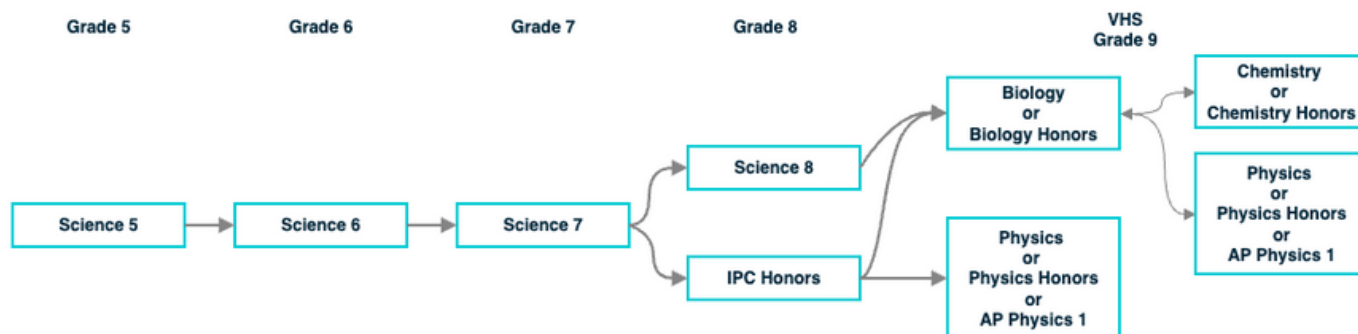 Grade 5
Grade 6
Grade 7
Grade 8
VHS
Grade 9
Science 5
Science 6
Science 7
Science 8
IPC Honors
Biology
or
Biology Honors
Physics
or
Physics Honors
or
AP Physics 1
Chemistry
or
Chemistry Honors
Physics
or
Physics Honors
or
AP Physics 1